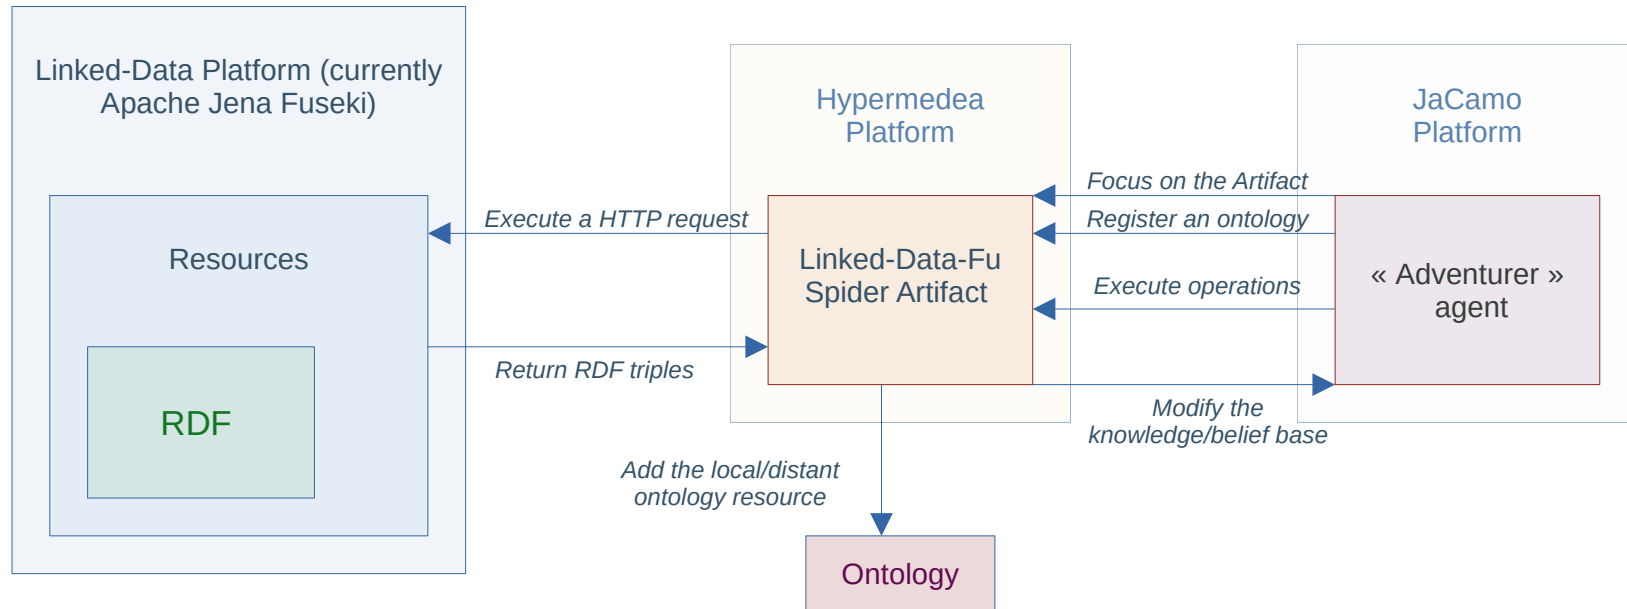 Linked-Data Platform (currently
Apache Jena Fuseki)
Resources
RDF
Execute a HTTP request
Return RDF triples
Hypermedea
Platform
Linked-Data-Fu
Spider Artifact
Add the local/distant
ontology resource
Ontology
Focus on the Artifact
Register an ontology
Execute operations
Modify the
knowledge/belief base
JaCamo
Platform
« Adventurer »
agent